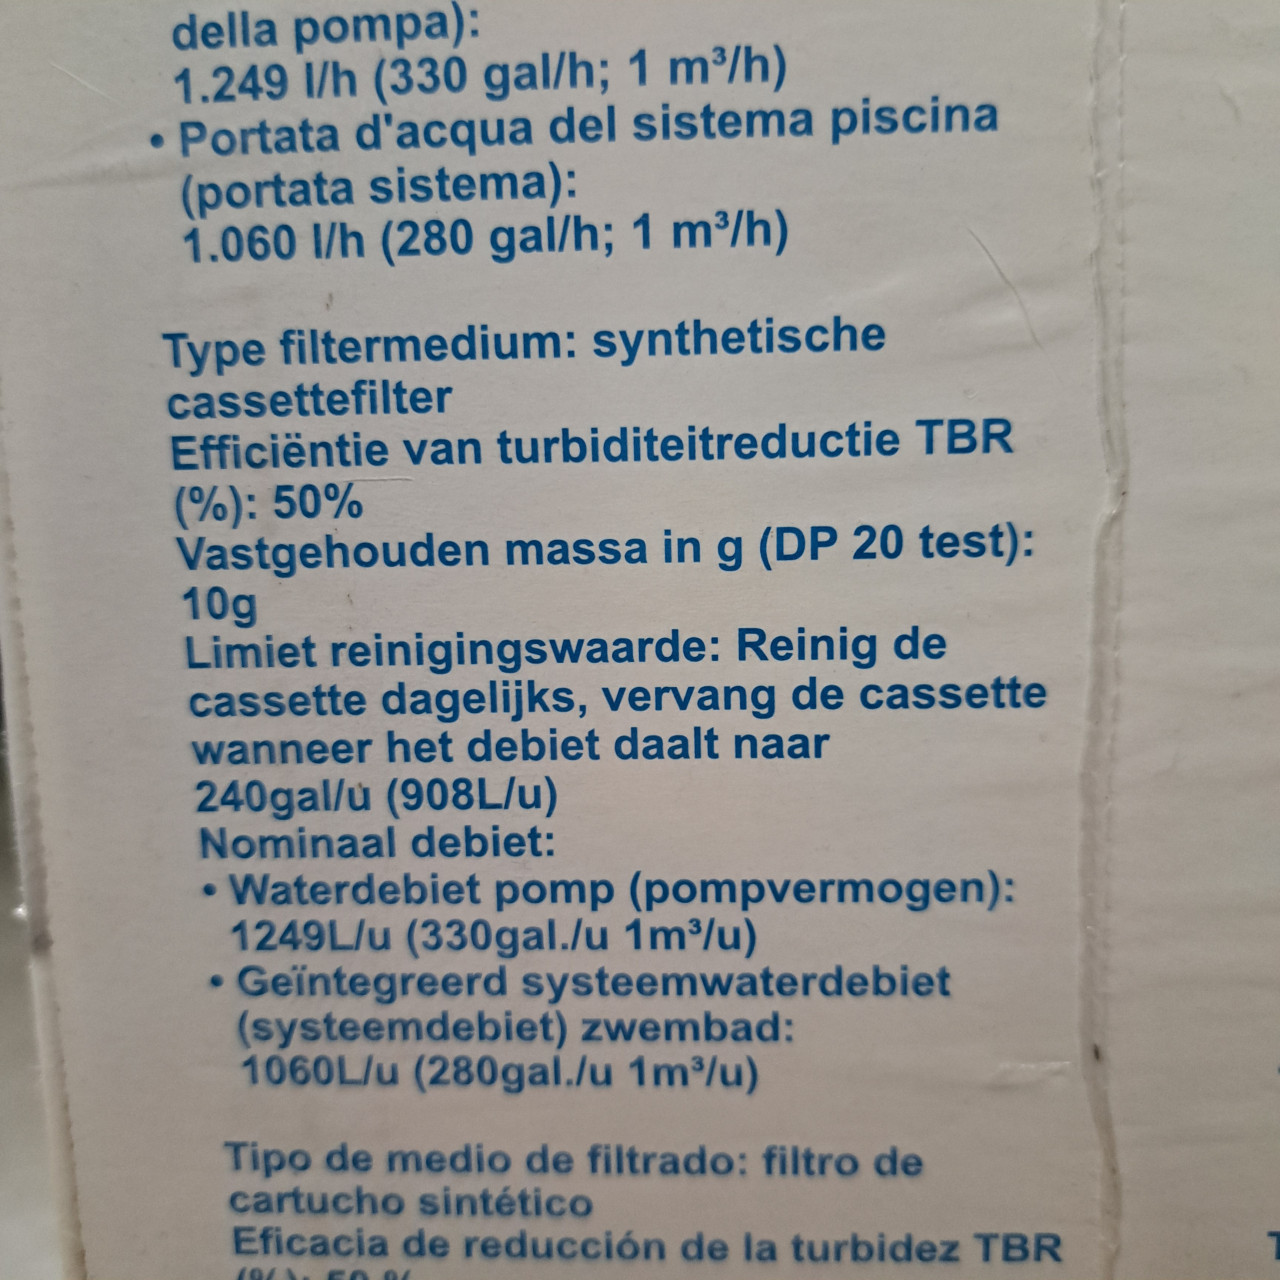 della pompa):
1.249 l/h (330 gal/h; 1 m³/h)
• Portata d'acqua del sistema piscina
(portata sistema):
1.060 l/h (280 gal/h; 1 m³/h)
Type filtermedium: synthetische
cassettefilter
Efficiëntie van turbiditeitreductie TBR
(%): 50%
Vastgehouden massa in g (DP 20 test):
10g
Limiet reinigingswaarde: Reinig de
cassette dagelijks, vervang de cassette
wanneer het debiet daalt naar
240gal/u (908L/u)
Nominaal debiet:
• Waterdebiet pomp (pompvermogen):
1249L/u (330gal./u 1m³/u)
• Geïntegreerd systeemwaterdebiet
(systeemdebiet) zwembad:
1060L/u (280gal./u 1m³/u)
Tipo de medio de filtrado: filtro de
cartucho sintético
Eficacia de reducción de la turbidez TBR
(%): 50 %